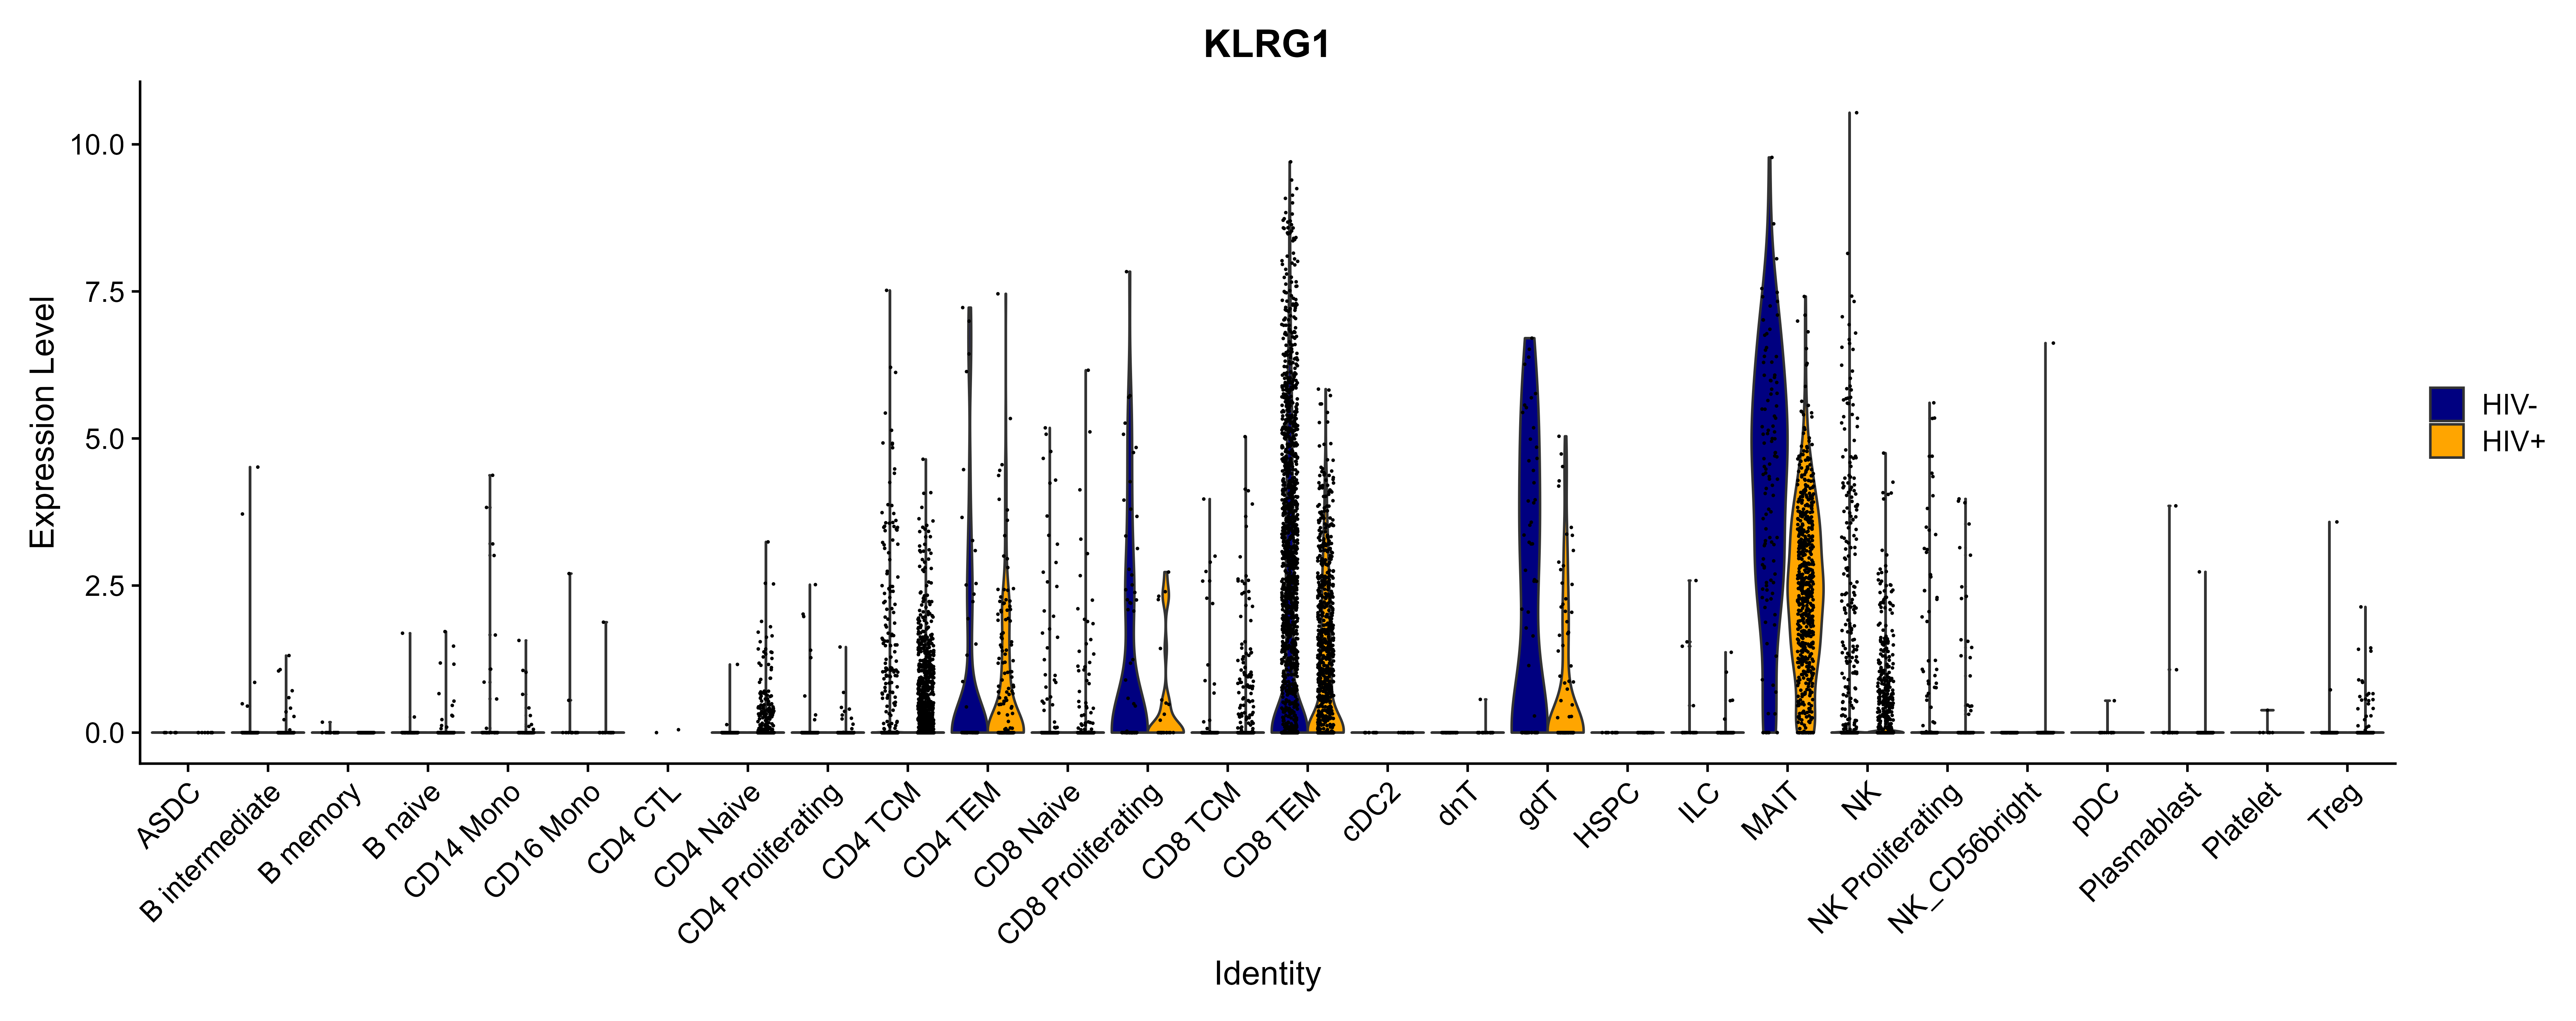 KLRG1
Expression Level
10.0
7.5
5.0
2.5
0.0
HIV-
HIV+
ASDC
B intermediate
B memory
B naive
CD14 Mono
CD16 Mono
CD4 CTL
CD4 Naive
CD4 Proliferating
CD4 TCM
CD4 TEM
CD8 Naive
CD8 Proliferating
CD8 TCM
CD8 TEM
cDC2
dnT
gdT
HSPC
ILC
MAIT
NK
NK Proliferating
NK_CD56bright
pDC
Plasmablast
Platelet
Treg
Identity